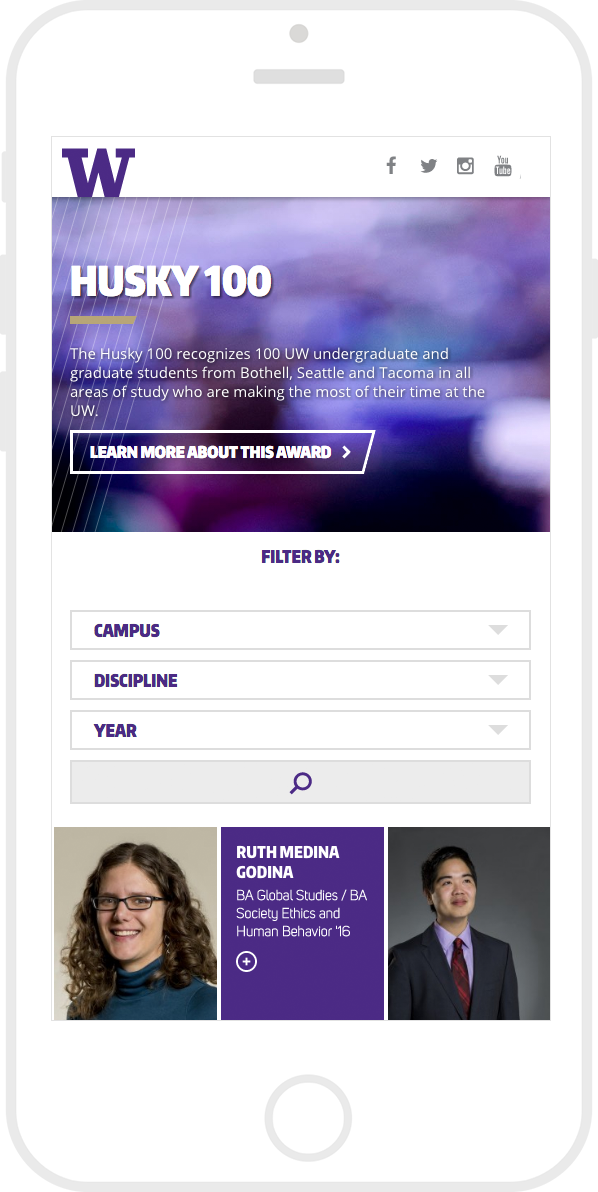 W
You
Tube
HUSKY 100
The Husky 100 recognizes 100 UW undergraduate and
graduate students from Bothell, Seattle and Tacoma in all
areas of study who are making the most of their time at the
UW.
LEARN MORE ABOUT THIS AWARD
FILTER BY:
CAMPUS
DISCIPLINE
YEAR
RUTH MEDINA
GODINA
BA Global Studies / BA
Society Ethics and
Human Behavior '16